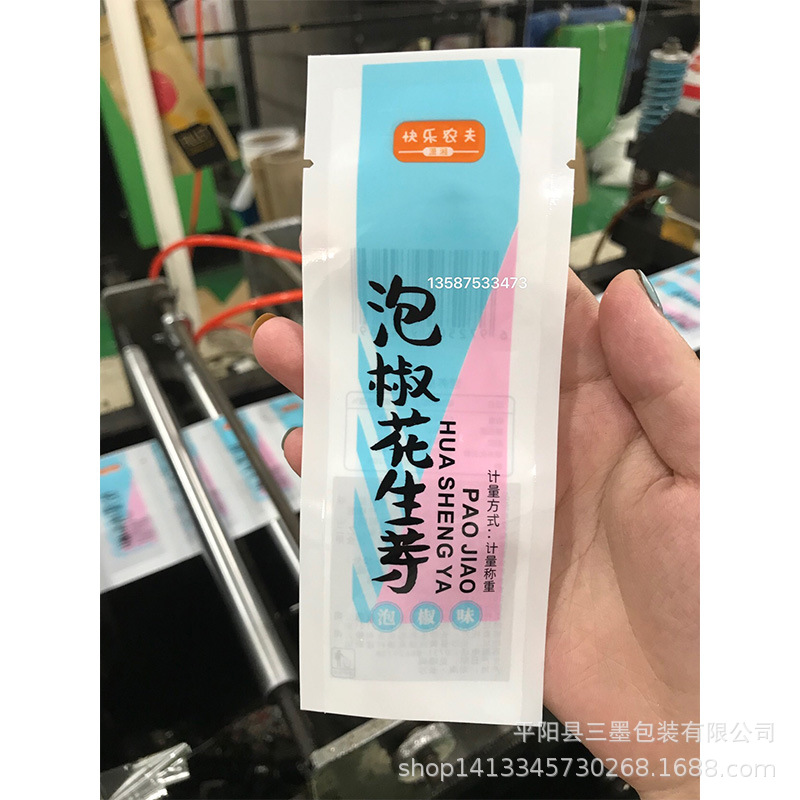 快乐农夫
13587533473
泡椒花生芽
PAO JIAO
HUA SHENG YA
计量方式:计量称重
泡椒味
平阳县三墨包装有限公司
shop1413345730268.1688.com